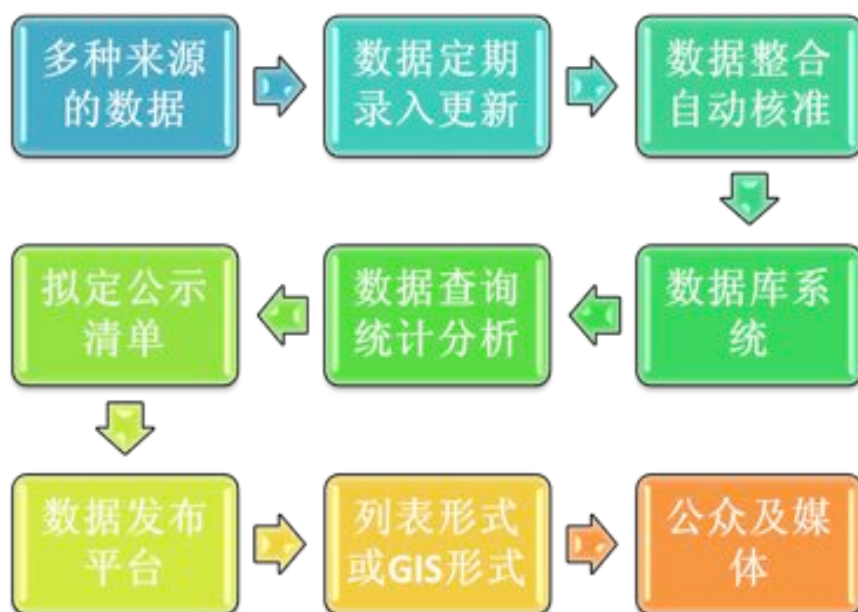 多种来源
的数据
数据定期
录入更新
数据整合
自动核准
数据库系
统
数据查询
统计分析
拟定公示
清单
数据发布
平台
列表形式
或GIS形式
公众及媒
体